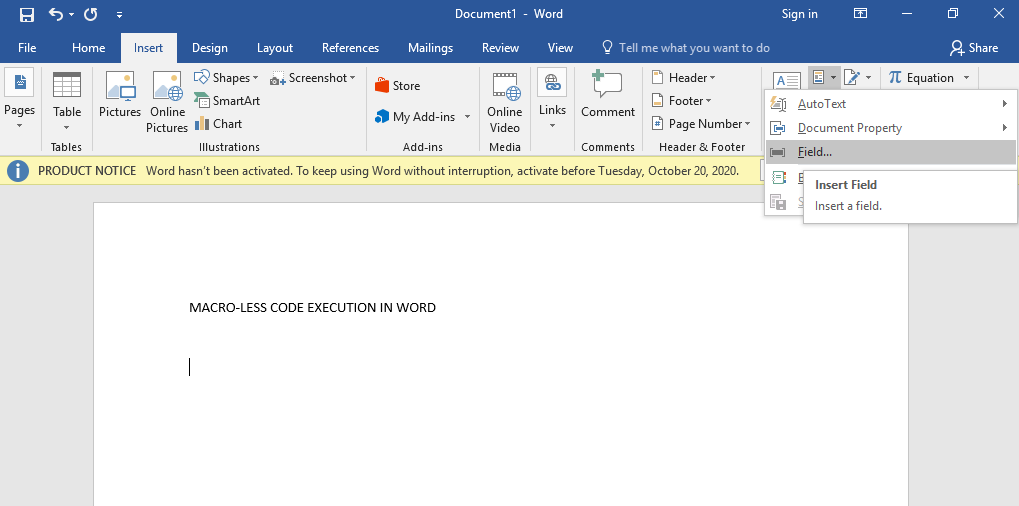 Document1 - Word
Sign in
File Home Insert Design Layout References Mailings Review View Tell me what you want to do Share
Pages
Table
Tables
Pictures
Online Pictures
Shapes
SmartArt
Chart
Screenshot
Illustrations
Store
My Add-ins
Add-ins
Online Video
Media
Links
Comment
Comments
Header
Footer
Page Number
Header & Footer
A
π Equation
AutoText
Document Property
Field...
Insert Field
Insert a field.
i PRODUCT NOTICE Word hasn't been activated. To keep using Word without interruption, activate before Tuesday, October 20, 2020.
MACRO-LESS CODE EXECUTION IN WORD